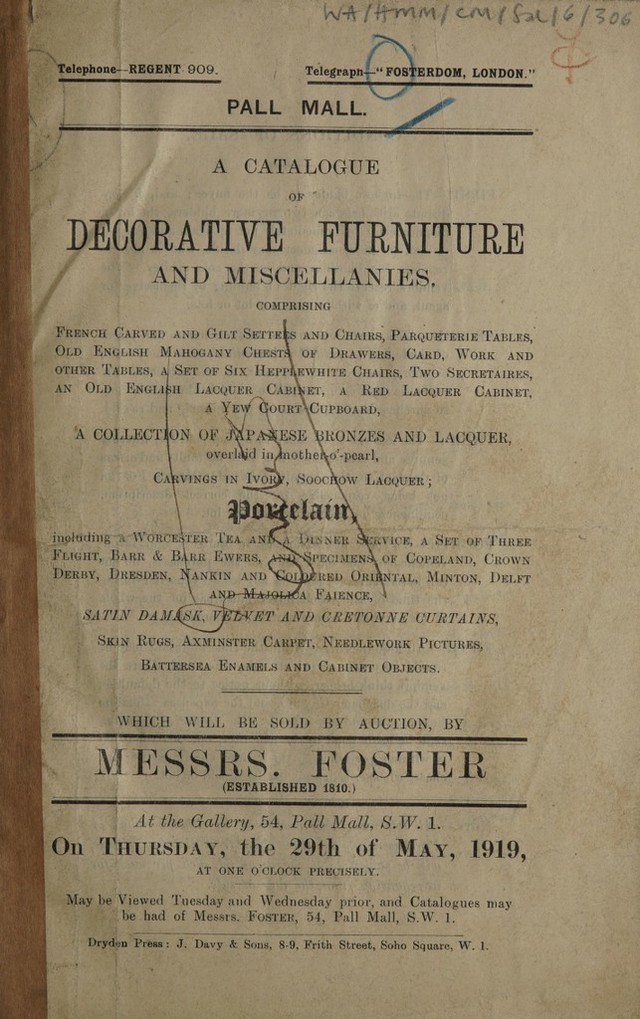 WA/HMM/CM/Sal/6/306
Telephone—REGENT 909.
Telegraph—"FOSTERDOM, LONDON."
PALL MALL.
A CATALOGUE
OF
DECORATIVE FURNITURE
AND MISCELLANIES,
COMPRISING
FRENCH CARVED AND GILT SETTEES AND CHAIRS, PARQUETERIE TABLES,
OLD ENGLISH MAHOGANY CHESTS OF DRAWERS, CARD, WORK AND
OTHER TABLES, A SET OF SIX HEPPLEWHITE CHAIRS, TWO SECRETAIRES,
AN OLD ENGLISH LACQUER CABINET, A RED LACQUER CABINET,
A YEW COURT CUPBOARD,
A COLLECTION OF JAPANESE BRONZES AND LACQUER,
overlaid in mother-o'-pearl,
CARVINGS IN IVORY, SOOCHOW LACQUER;
Porcelain,
including a WORCESTER TEA AND A DINNER SERVICE, A SET OF THREE
FLIGHT, BARR & BARR EWERS, AND SPECIMENS OF COPELAND, CROWN
DERBY, DRESDEN, NANKIN AND COLOURED ORIENTAL, MINTON, DELFT
AND MAJOLICA FAIENCE,
SATIN DAMASK, VELVET AND CRETONNE CURTAINS,
SKIN RUGS, AXMINSTER CARPET, NEEDLEWORK PICTURES,
BATTERSEA ENAMELS AND CABINET OBJECTS.
WHICH WILL BE SOLD BY AUCTION, BY
MESSRS. FOSTER
(ESTABLISHED 1810.)
At the Gallery, 54, Pall Mall, S.W. 1.
On THURSDAY, the 29th of MAY, 1919,
AT ONE O'CLOCK PRECISELY.
May be Viewed Tuesday and Wednesday prior, and Catalogues may
be had of Messrs. FOSTER, 54, Pall Mall, S.W. 1.
Dryden Press: J. Davy & Sons, 8-9, Frith Street, Soho Square, W. 1.